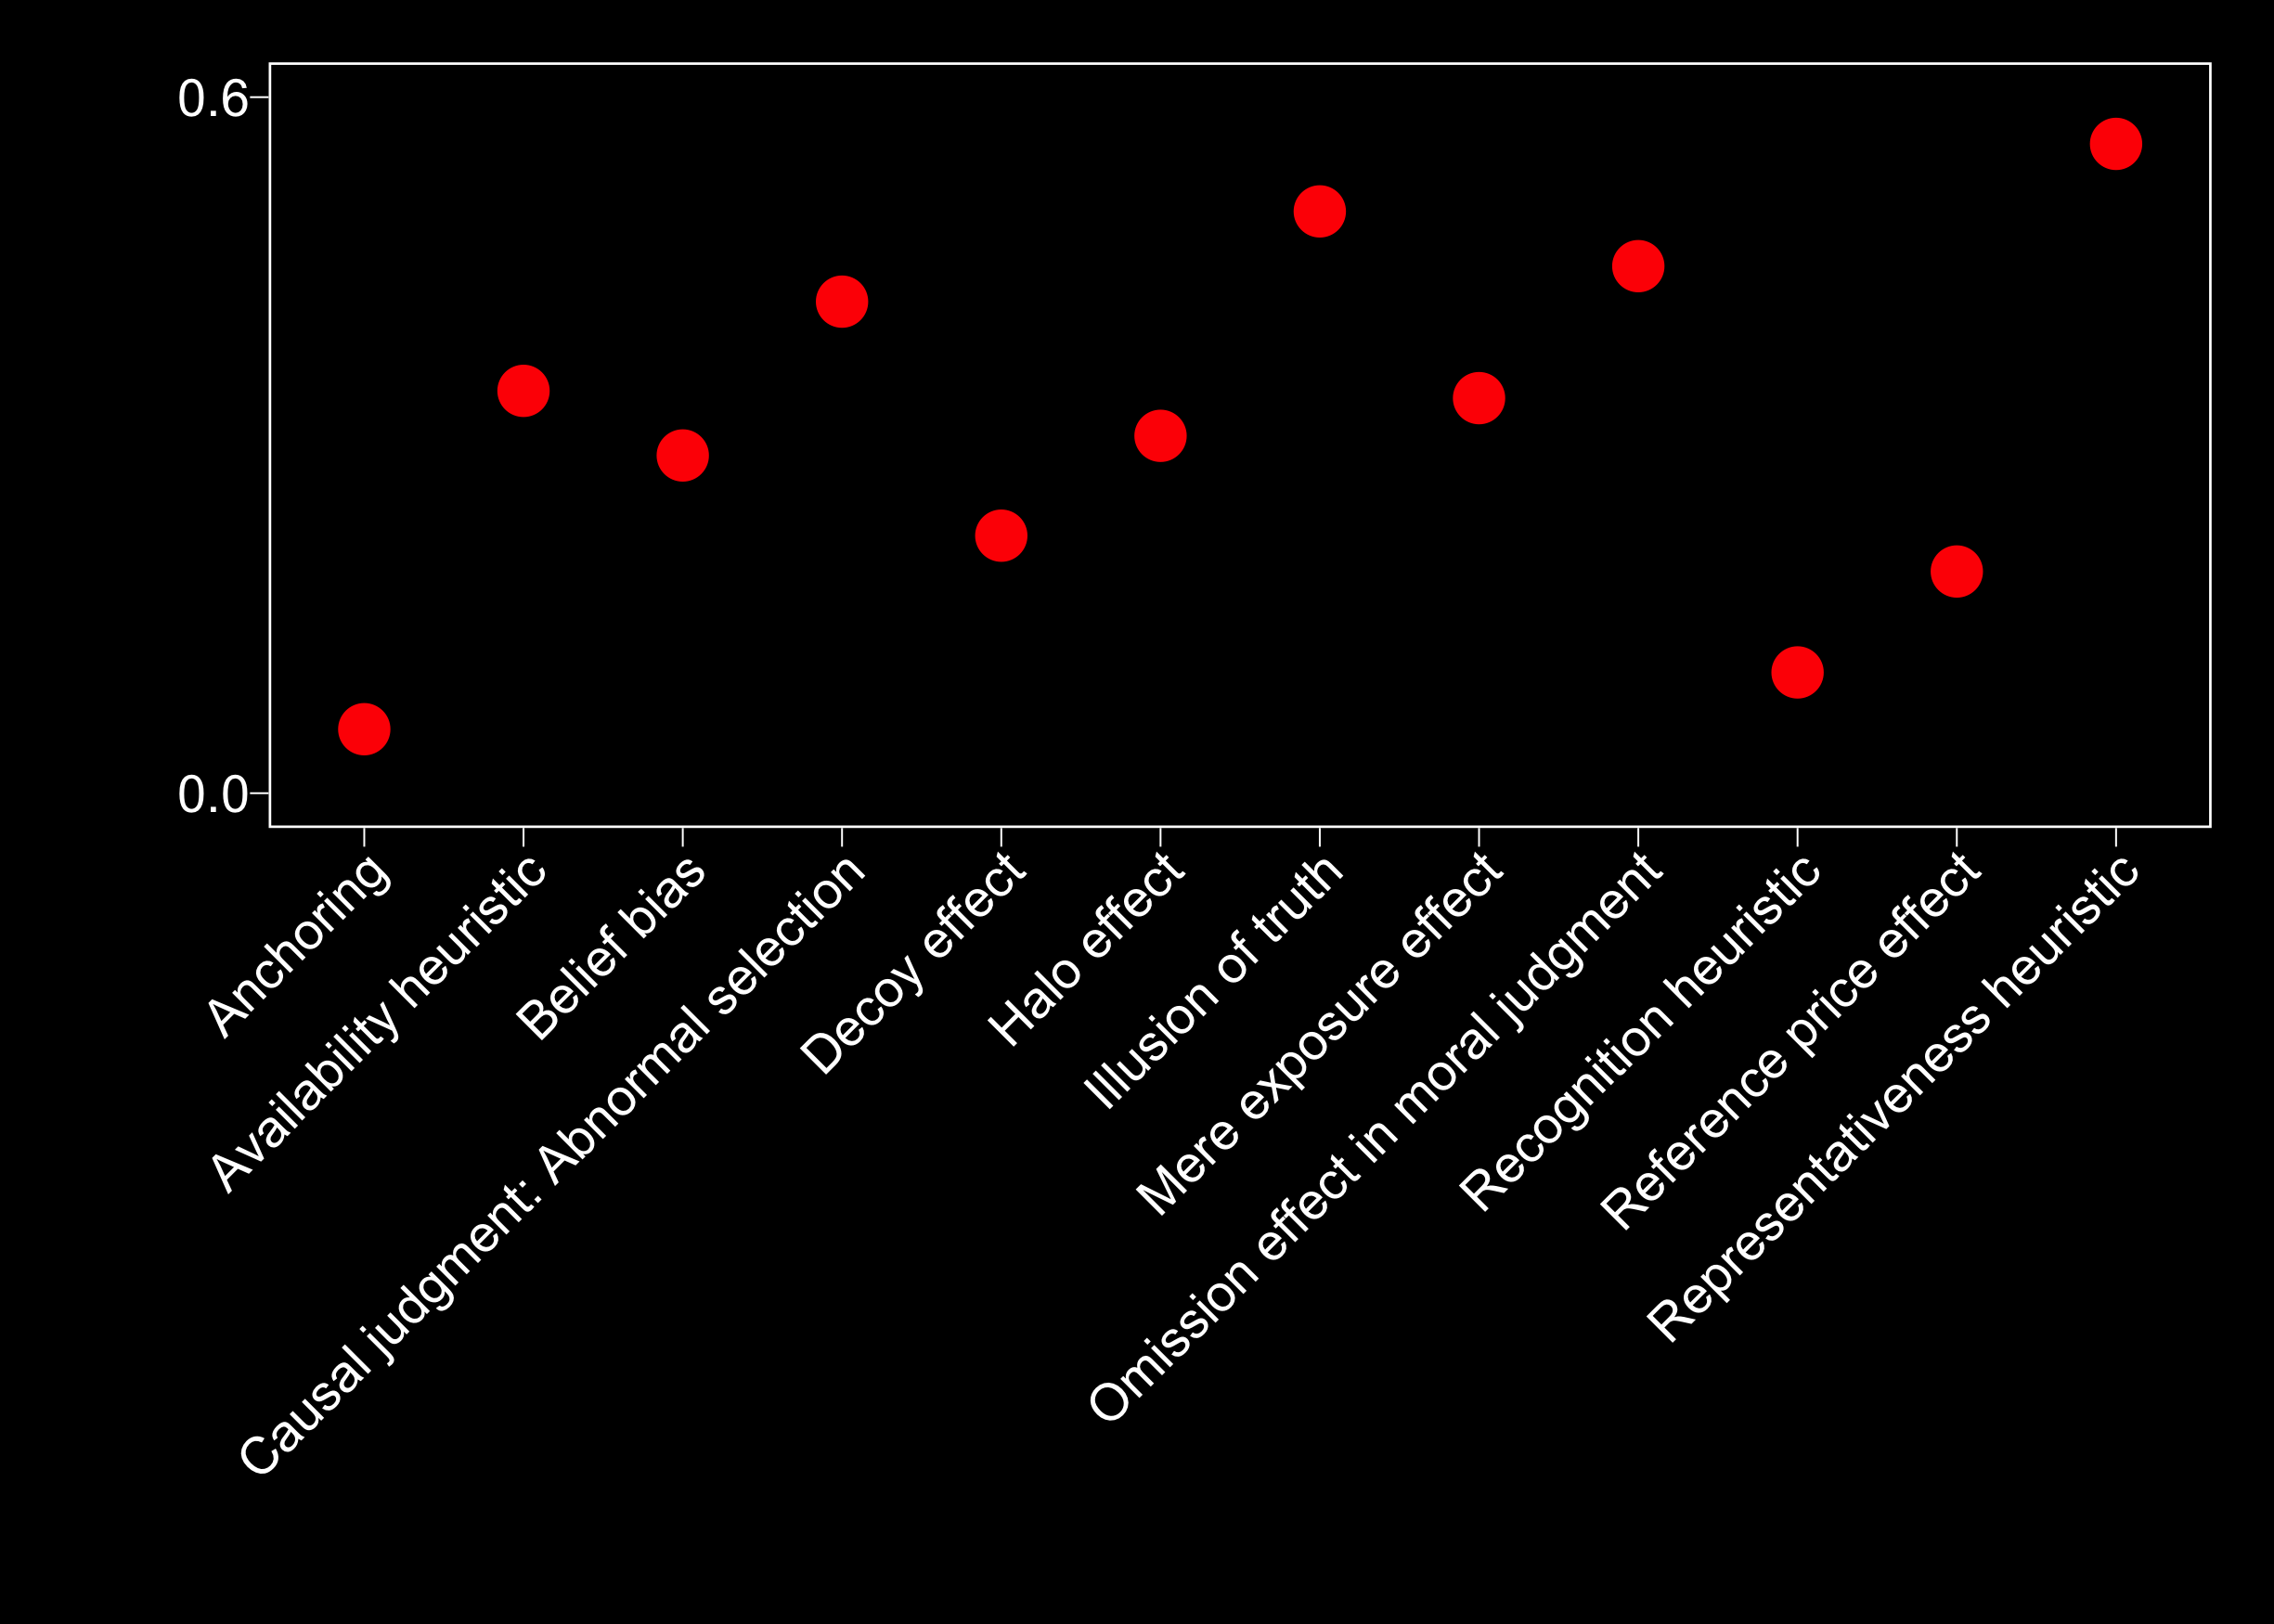 0.6
0.0
Anchoring
Availability heuristic
Belief bias
Causal judgment: Abnormal selection
Decoy effect
Halo effect
Illusion of truth
Mere exposure effect
Omission effect in moral judgment
Recognition heuristic
Reference price effect
Representativeness heuristic